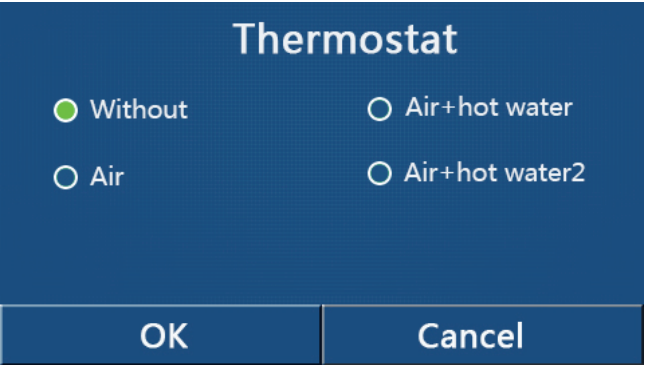 Thermostat
Without
Air+hot water
Air
Air+hot water2
OK
Cancel